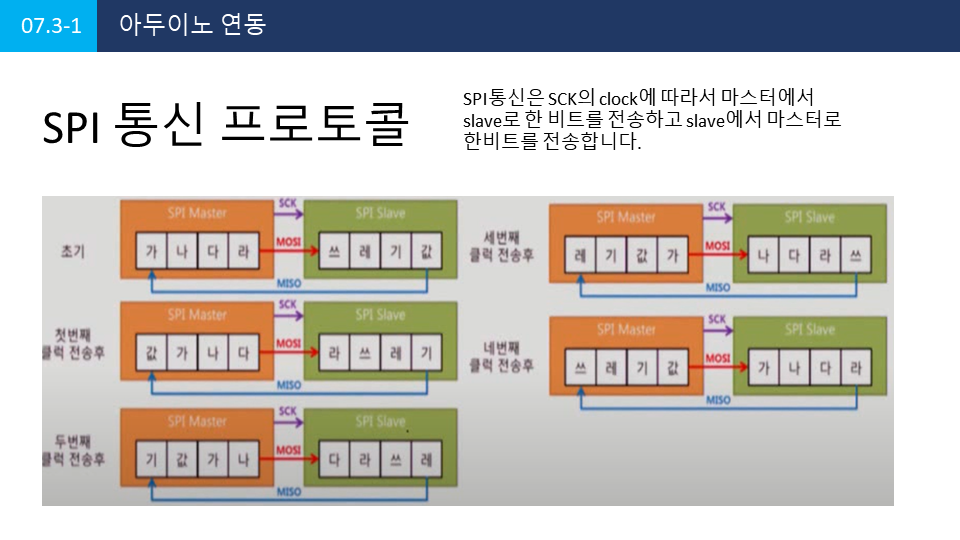 07.3-1 아두이노 연동
SPI 통신 프로토콜
SPI통신은 SCK의 clock에 따라서 마스터에서
slave로 한 비트를 전송하고 slave에서 마스터로
한비트를 전송합니다.
초기
SPI Master SCK SPI Slave
가 나 다 라 MOSI 쓰 레 기 값
MISO
첫번째
클럭 전송후
SPI Master SCK SPI Slave
값 가 나 다 MOSI 라 쓰 레 기
MISO
두번째
클럭 전송후
SPI Master SCK SPI Slave
기 값 가 나 MOSI 다 라 쓰 레
MISO
세번째
클럭 전송후
SPI Master SCK SPI Slave
레 기 값 가 MOSI 나 다 라 쓰
MISO
네번째
클럭 전송후
SPI Master SCK SPI Slave
쓰 레 기 값 MOSI 가 나 다 라
MISO